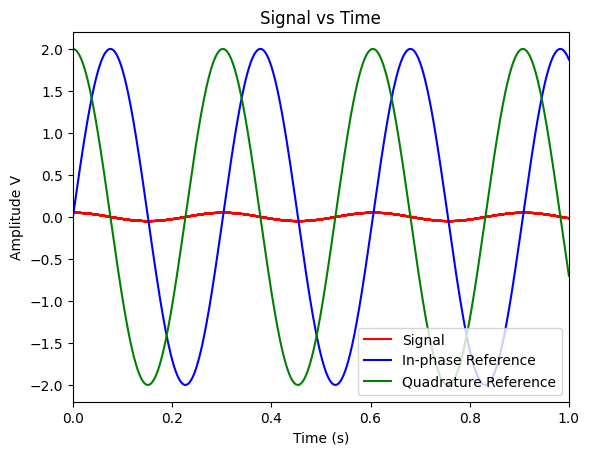 Signal vs Time
Amplitude V
2.0
1.5
1.0
0.5
0.0
−0.5
−1.0
−1.5
−2.0
Signal
In-phase Reference
Quadrature Reference
0.0 0.2 0.4 0.6 0.8 1.0
Time (s)